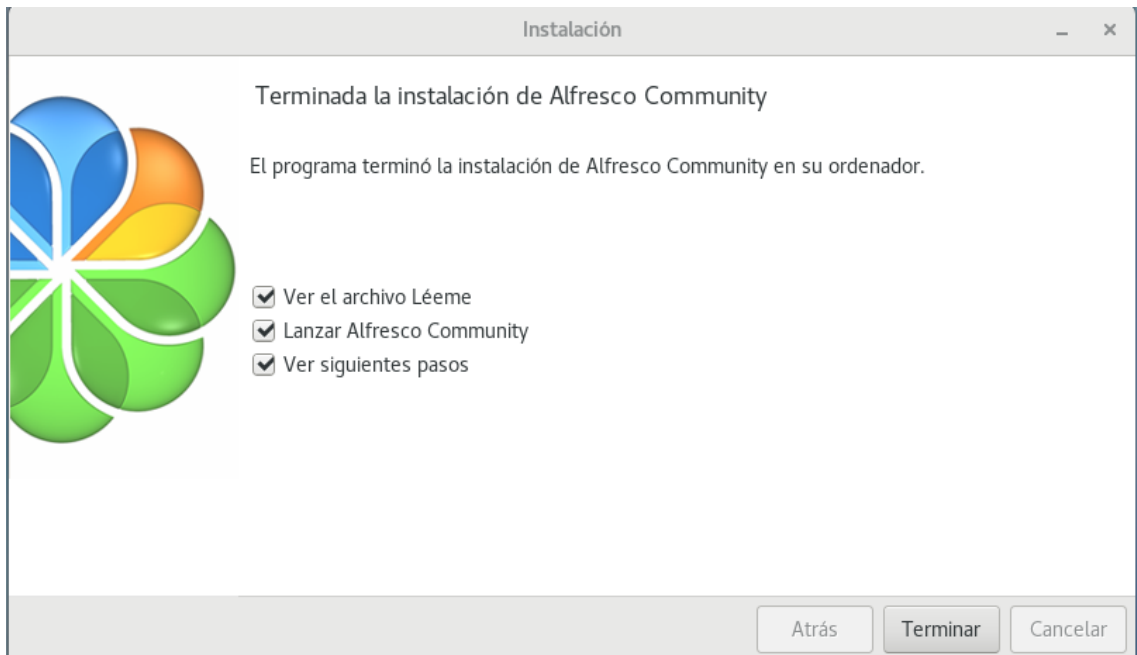 Instalación
Terminada la instalación de Alfresco Community
El programa terminó la instalación de Alfresco Community en su ordenador.
Ver el archivo Léeme
Lanzar Alfresco Community
Ver siguientes pasos
Atrás Terminar Cancelar